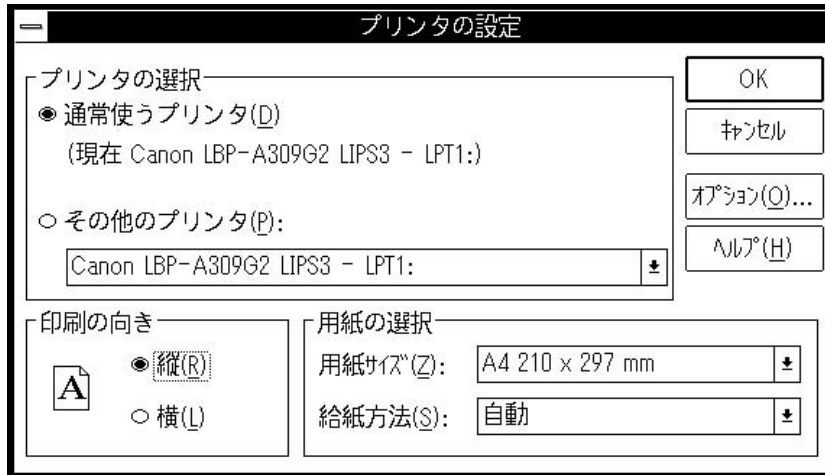 プリンタの設定
プリンタの選択
通常使うプリンタ(D)
(現在 Canon LBP-A309G2 LIPS3 - LPT1:)
その他のプリンタ(P):
Canon LBP-A309G2 LIPS3 - LPT1:
OK
ｷｬﾝｾﾙ
ｵﾌﾟｼｮﾝ(O)...
ﾍﾙﾌﾟ(H)
印刷の向き
A
縦(R)
横(L)
用紙の選択
用紙ｻｲｽﾞ(Z): A4 210 x 297 mm
給紙方法(S): 自動